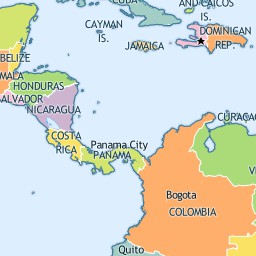 CUBA
AND CAICOS
IS.
CAYMAN
IS.
JAMAICA
DOMINICAN
REP.
BELIZE
MALA
HONDURAS
SALVADOR
NICARAGUA
CURACAO
COSTA
RICA
Panama City
PANAMA
Bogota
COLOMBIA
Quito